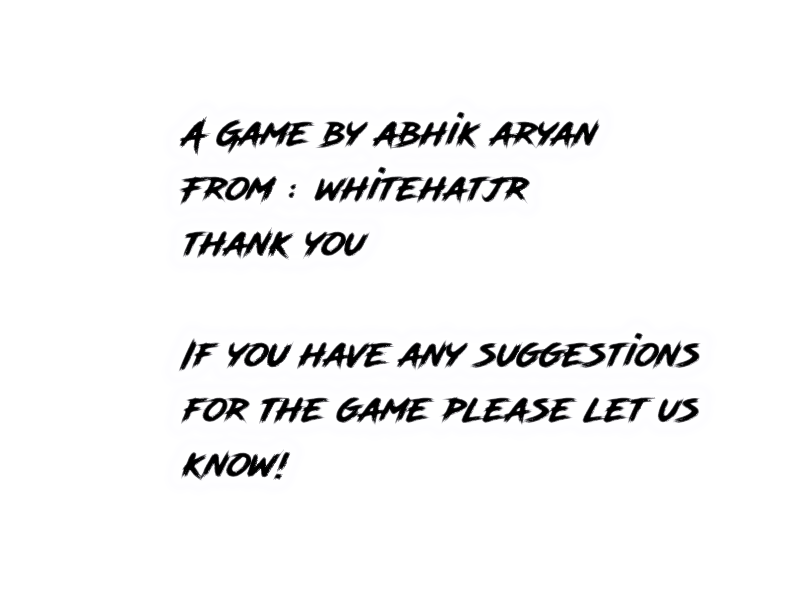 A GAME BY ABHIK ARYAN
FROM : WHITEHATJR
THANK YOU
IF YOU HAVE ANY SUGGESTIONS
FOR THE GAME PLEASE LET US
KNOW!